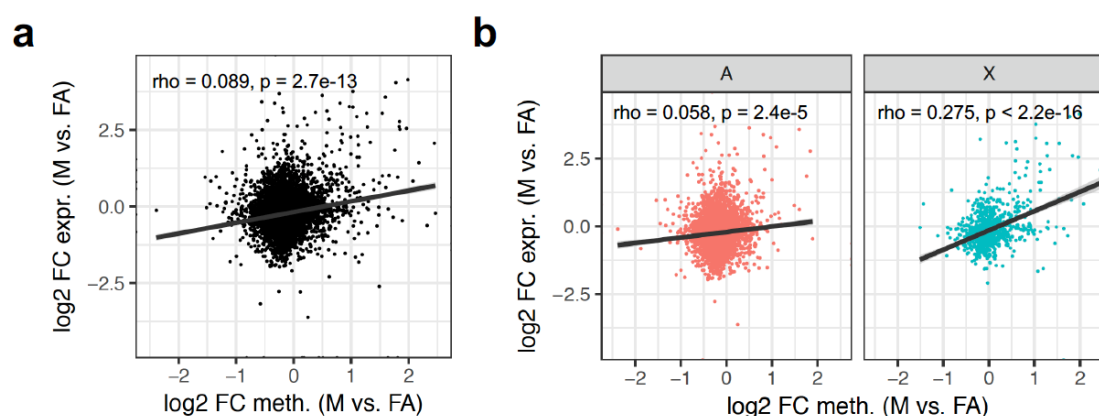 a
rho = 0.089, p = 2.7e-13
log2 FC expr. (M vs. FA)
2.5
0.0
−2.5
−2 −1 0 1 2
log2 FC meth. (M vs. FA)
b
A X
rho = 0.058, p = 2.4e-5
rho = 0.275, p < 2.2e-16
log2 FC expr. (M vs. FA)
2.5
0.0
−2.5
−2 −1 0 1 2 −2 −1 0 1 2
log2 FC meth. (M vs. FA)